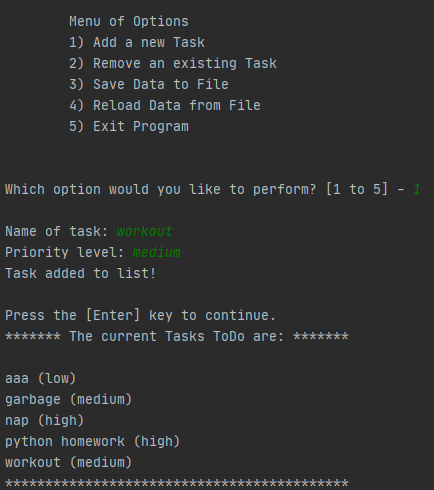 Menu of Options
1) Add a new Task
2) Remove an existing Task
3) Save Data to File
4) Reload Data from File
5) Exit Program
Which option would you like to perform? [1 to 5] - 1
Name of task: workout
Priority level: medium
Task added to list!
Press the [Enter] key to continue.
******* The current Tasks ToDo are: *******
aaa (low)
garbage (medium)
nap (high)
python homework (high)
workout (medium)
*******************************************